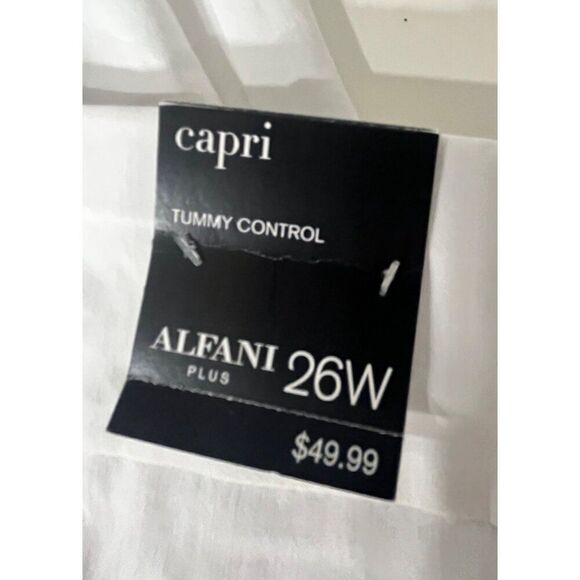 capri
TUMMY CONTROL
ALFANI 26W
PLUS
$49.99